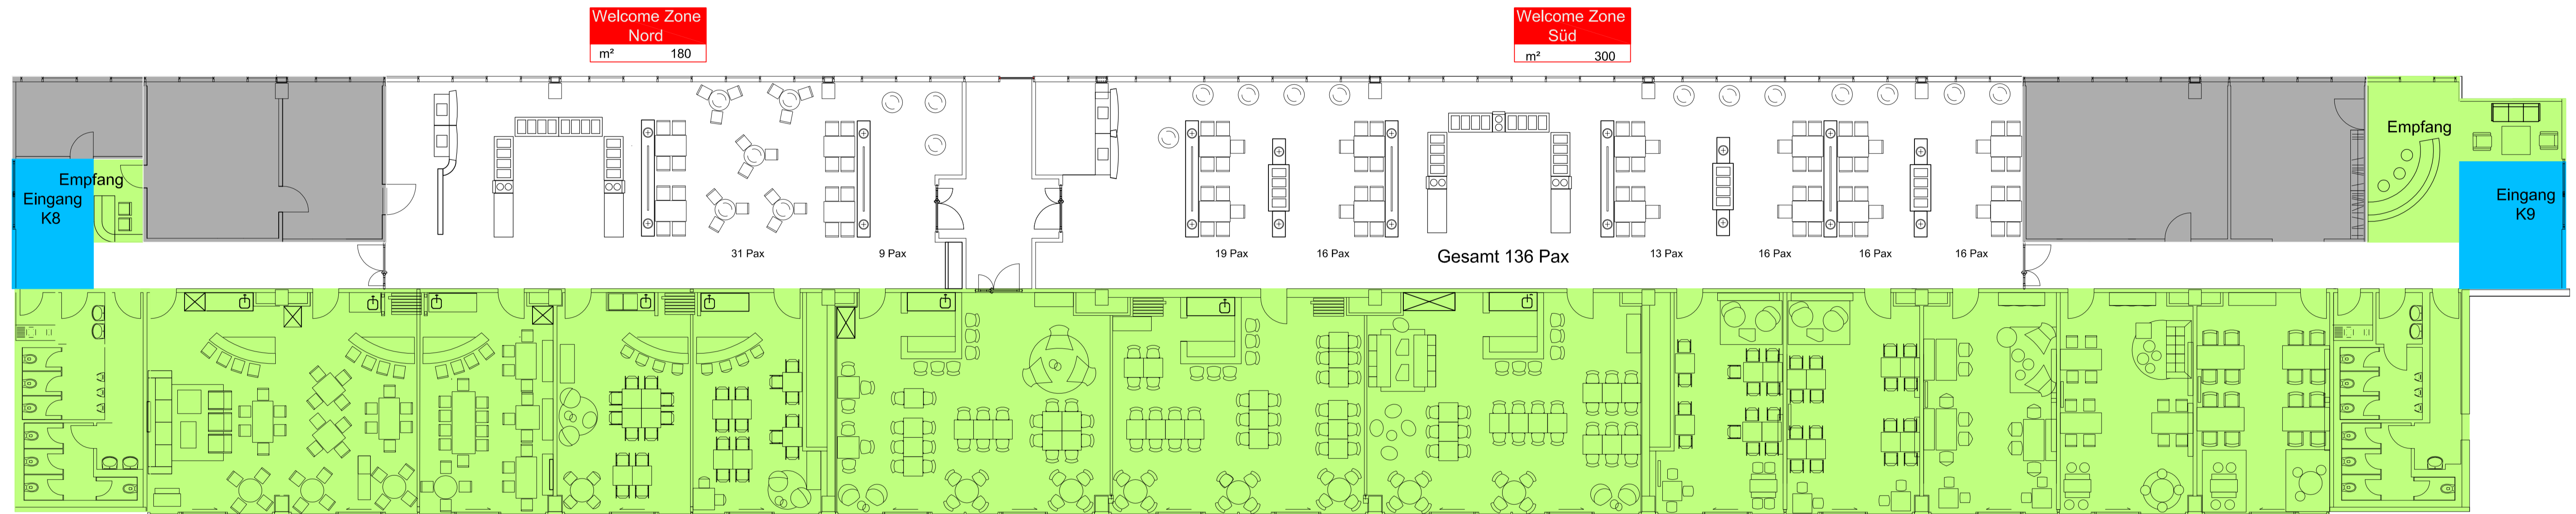 Welcome Zone
Nord
m² 180
Welcome Zone
Süd
m² 300
Empfang
Eingang
K8
Empfang
Eingang
K9
31 Pax
9 Pax
19 Pax
16 Pax
Gesamt 136 Pax
13 Pax
16 Pax
16 Pax
16 Pax